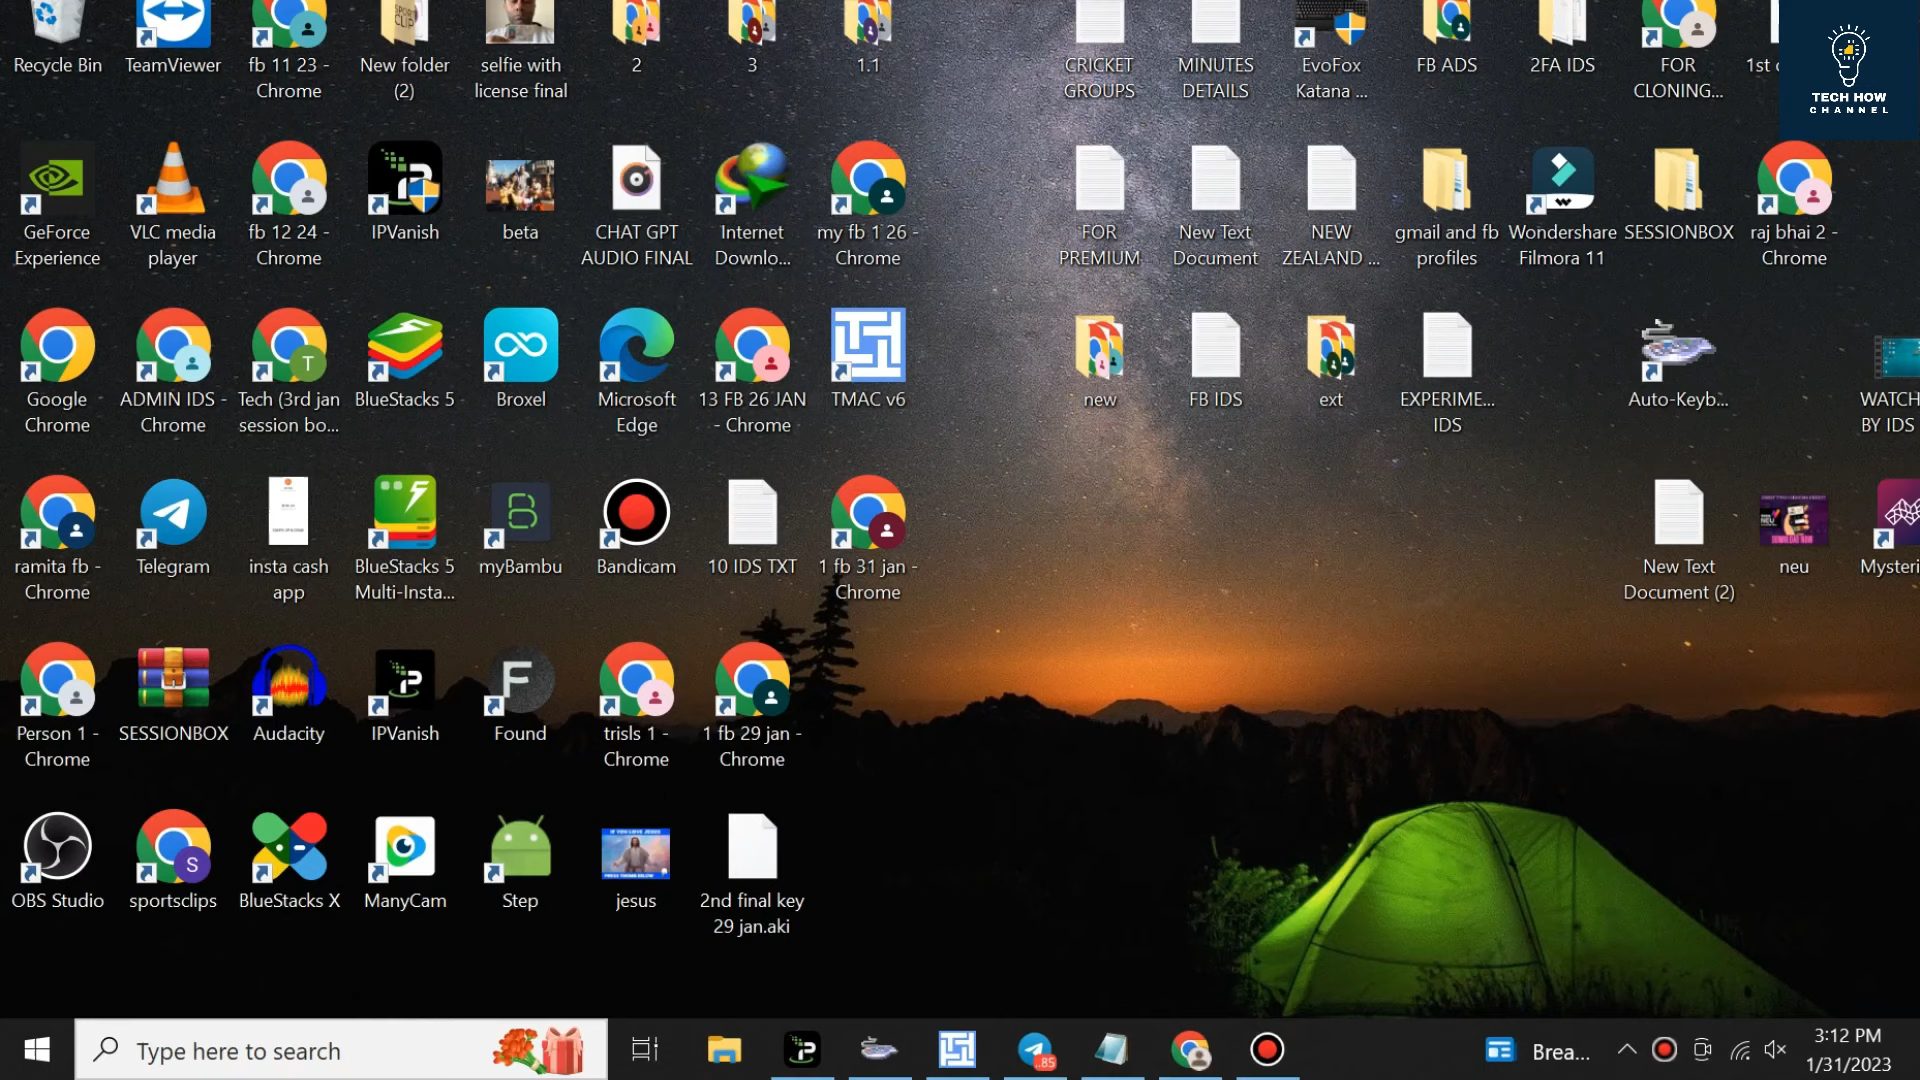 Recycle Bin
TeamViewer
fb 11 23 -
Chrome
New folder
(2)
selfie with
license final
2
3
1.1
CRICKET
GROUPS
MINUTES
DETAILS
EvoFox
Katana ...
FB ADS
2FA IDS
FOR
CLONING...
1st
TECH HOW
CHANNEL
GeForce
Experience
VLC media
player
fb 12 24 -
Chrome
IPVanish
beta
CHAT GPT
AUDIO FINAL
Internet
Downlo...
my fb 1 26 -
Chrome
FOR
PREMIUM
New Text
Document
NEW
ZEALAND ...
gmail and fb
profiles
Wondershare
Filmora 11
SESSIONBOX
raj bhai 2 -
Chrome
Google
Chrome
ADMIN IDS -
Chrome
T
Tech (3rd jan
session bo...
BlueStacks 5
Broxel
Microsoft
Edge
13 FB 26 JAN
- Chrome
TMAC v6
new
FB IDS
ext
EXPERIME...
IDS
Auto-Keyb...
WATCH
BY IDS
ramita fb -
Chrome
Telegram
insta cash
app
BlueStacks 5
Multi-Insta...
myBambu
Bandicam
10 IDS TXT
1 fb 31 jan -
Chrome
New Text
Document (2)
neu
Mysteri
Person 1 -
Chrome
SESSIONBOX
Audacity
IPVanish
F
Found
trisls 1 -
Chrome
1 fb 29 jan -
Chrome
OBS Studio
S
sportsclips
BlueStacks X
ManyCam
Step
jesus
2nd final key
29 jan.aki
Type here to search
..85
Brea...
3:12 PM
1/31/2023